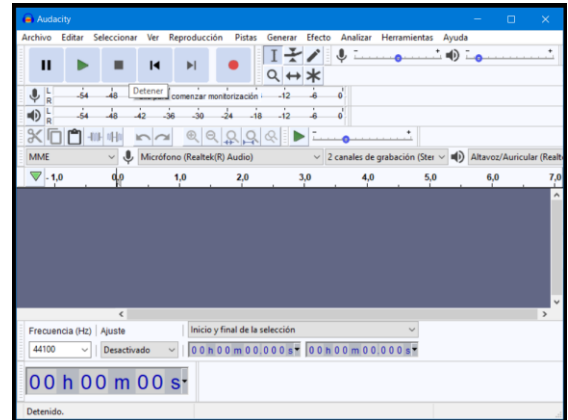 Audacity
Archivo Editar Seleccionar Ver Reproducción Pistas Generar Efecto Analizar Herramientas Ayuda
L
R
-54 -48 comenzar monitorización -12 -6 0
Detener
L
R
-54 -48 -42 -36 -30 -24 -18 -12 -6 0
MME Micrófono (Realtek(R) Audio) 2 canales de grabación (Ster Altavoz/Auricular (Realt
-1,0 0,0 1,0 2,0 3,0 4,0 5,0 6,0 7,0
Frecuencia (Hz) Ajuste Inicio y final de la selección
44100 Desactivado 00 h 00 m 00,000 s 00 h 00 m 00,000 s
00 h 00 m 00 s
Detenido.